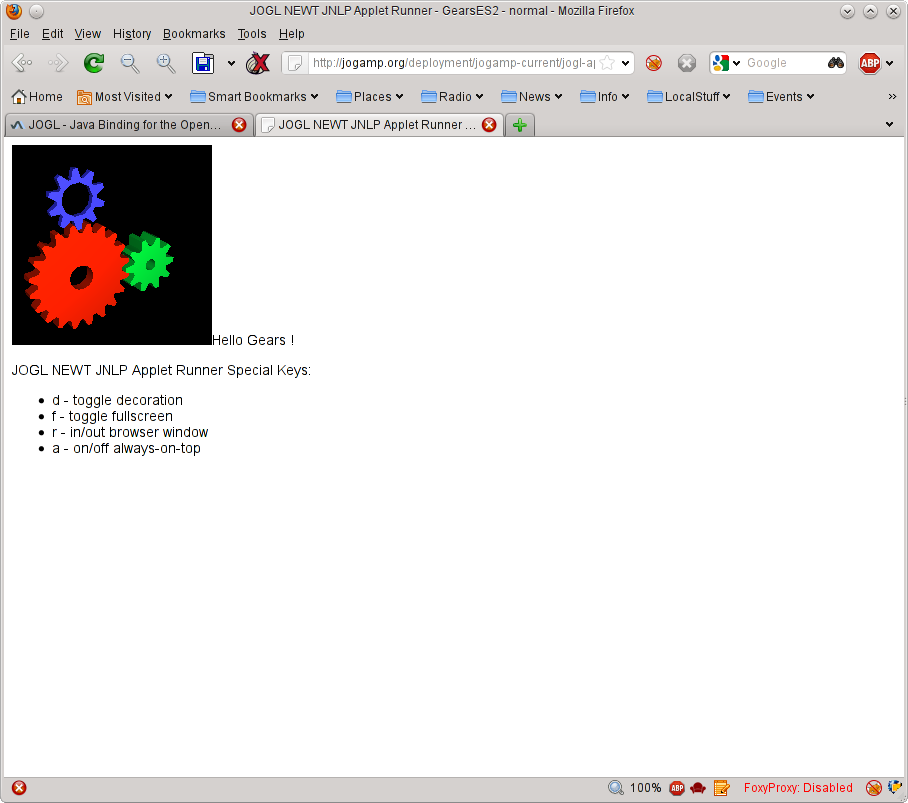 JOGL NEWT JNLP Applet Runner - GearsES2 - normal - Mozilla Firefox
File Edit View History Bookmarks Tools Help
http://jogamp.org/deployment/jogamp-current/jogl-ap Google ABP
Home Most Visited Smart Bookmarks Places Radio News Info LocalStuff Events »
JOGL - Java Binding for the Open... JOGL NEWT JNLP Applet Runner ...
Hello Gears !
JOGL NEWT JNLP Applet Runner Special Keys:
• d - toggle decoration
• f - toggle fullscreen
• r - in/out browser window
• a - on/off always-on-top
100% ABP FoxyProxy: Disabled